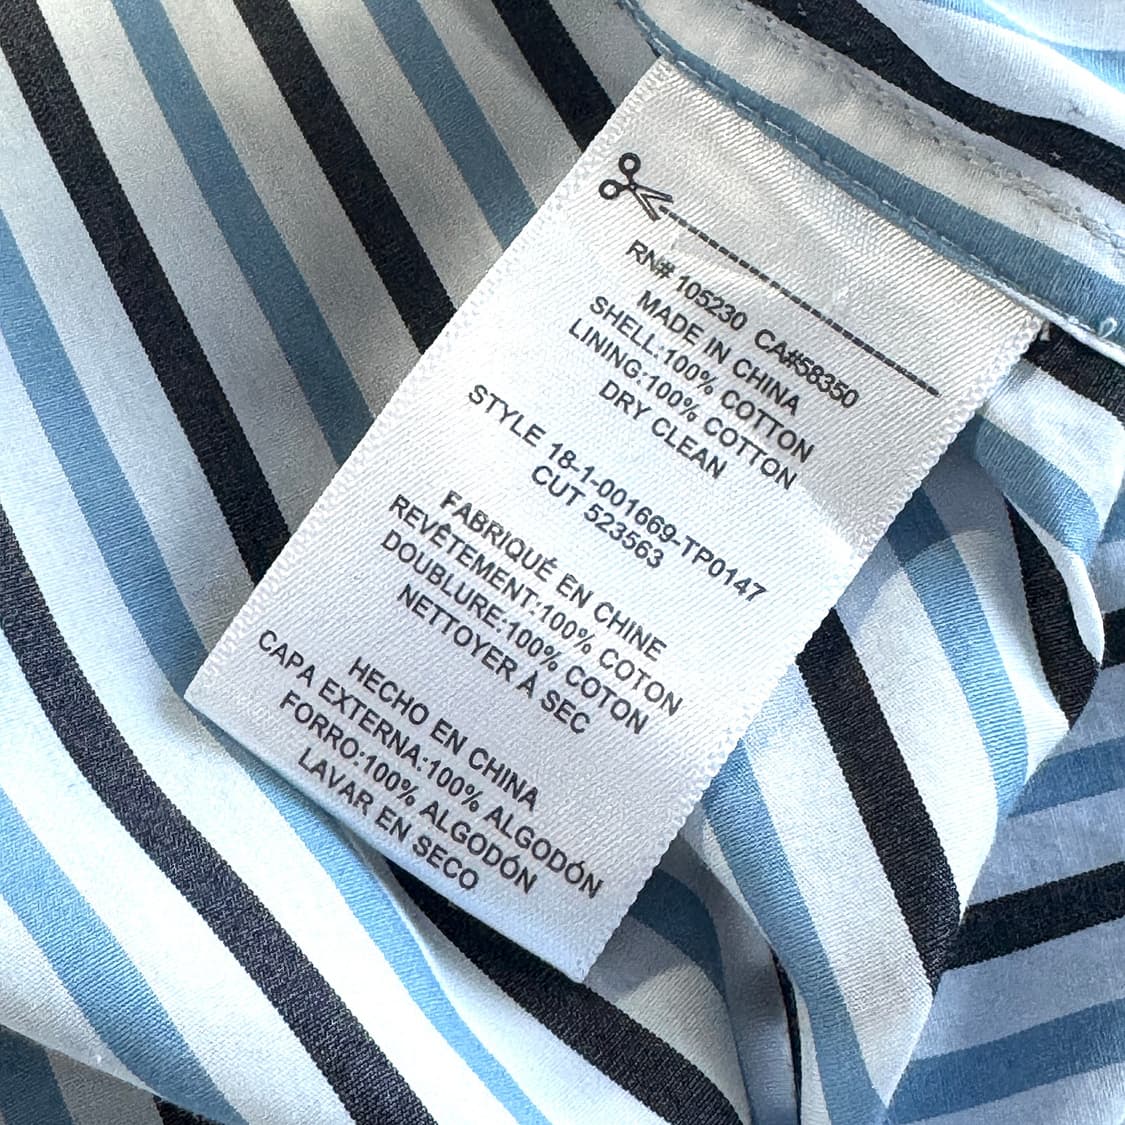 RN# 105230 CA#58350
MADE IN CHINA
SHELL:100% COTTON
LINING:100% COTTON
DRY CLEAN
STYLE 18-1-001669-TP0147
CUT 523563
FABRIQUÉ EN CHINE
REVÊTEMENT:100% COTON
DOUBLURE:100% COTON
NETTOYER À SEC
HECHO EN CHINA
CAPA EXTERNA:100% ALGODÓN
FORRO:100% ALGODÓN
LAVAR EN SECO